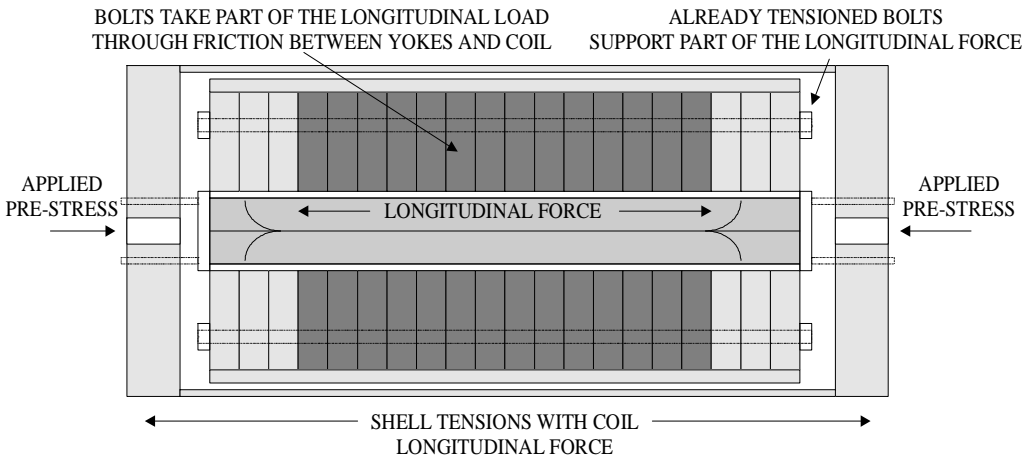 BOLTS TAKE PART OF THE LONGITUDINAL LOAD
THROUGH FRICTION BETWEEN YOKES AND COIL
ALREADY TENSIONED BOLTS
SUPPORT PART OF THE LONGITUDINAL FORCE
APPLIED
PRE-STRESS
LONGITUDINAL FORCE
APPLIED
PRE-STRESS
SHELL TENSIONS WITH COIL
LONGITUDINAL FORCE